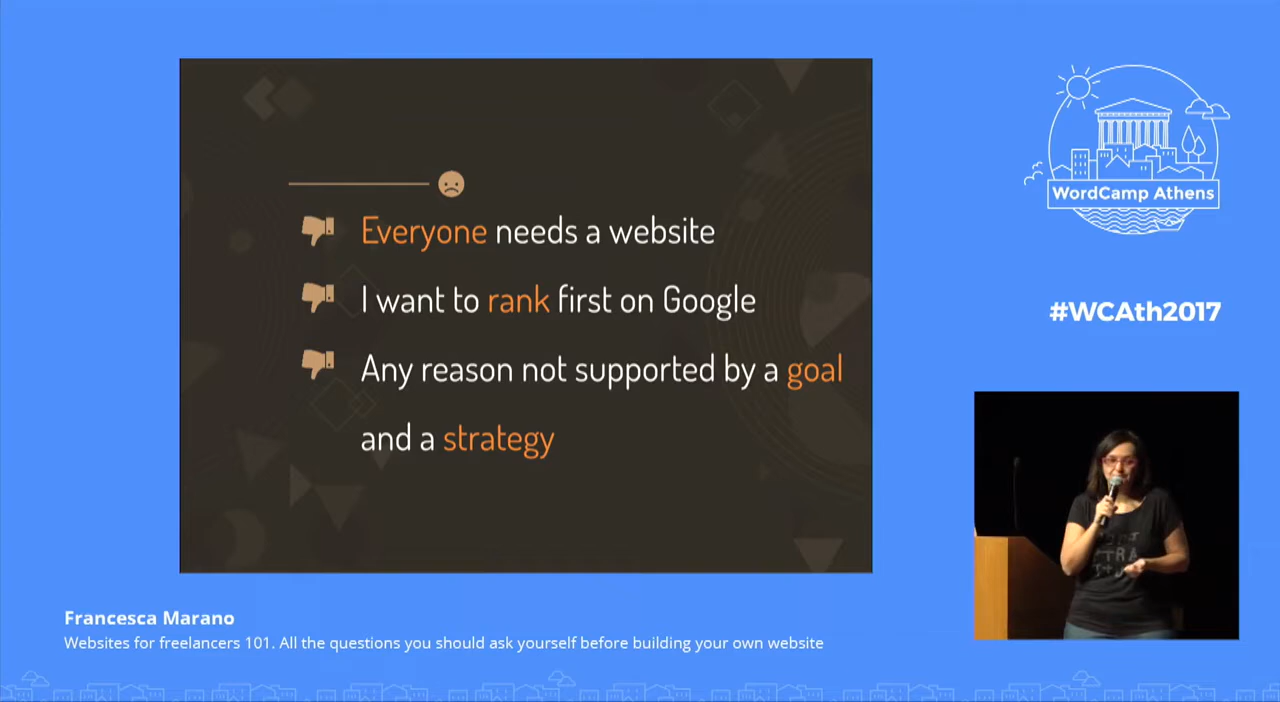 Everyone needs a website
I want to rank first on Google
Any reason not supported by a goal
and a strategy
WordCamp Athens
#WCAth2017
Francesca Marano
Websites for freelancers 101. All the questions you should ask yourself before building your own website